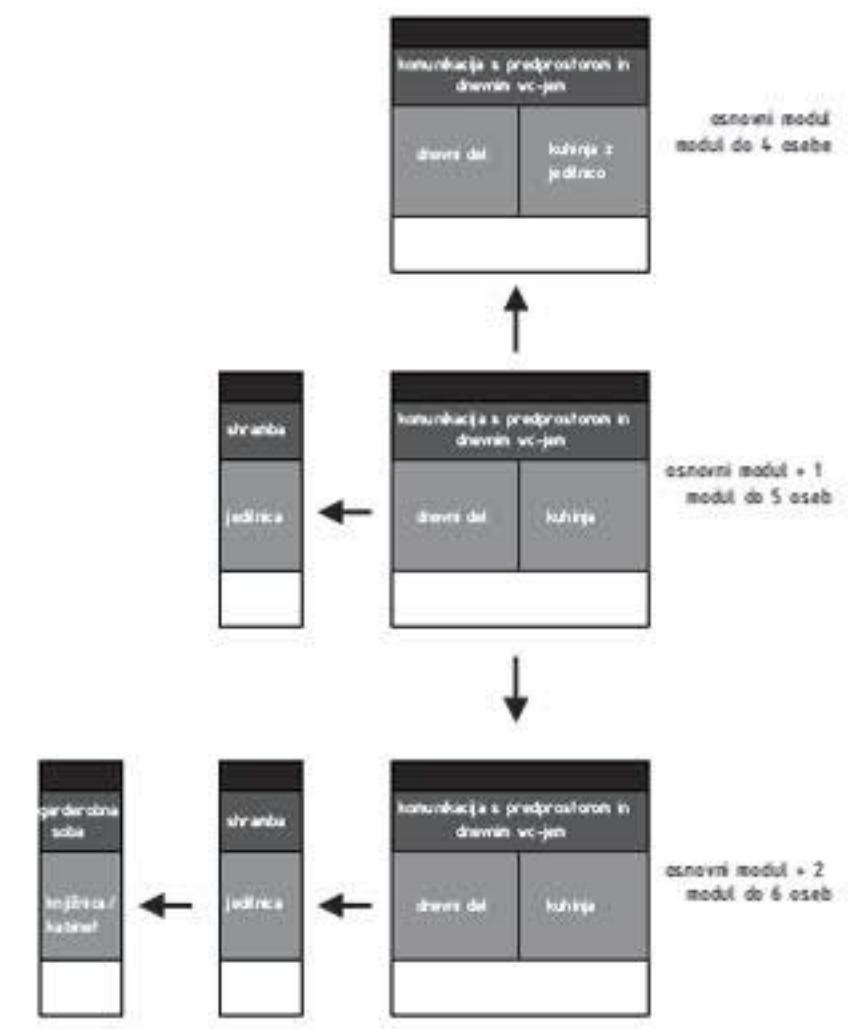 komunikacija s predprostorom in
dnevnim wc-jem
dnevni del
kuhinja z
jedilnico
osnovni modul
modul do 4 osebe
shramba
jedilnica
komunikacija s predprostorom in
dnevnim wc-jem
dnevni del
kuhinja
osnovni modul + 1
modul do 5 oseb
garderobna
soba
knjižnica/
kabinet
shramba
jedilnica
komunikacija s predprostorom in
dnevnim wc-jem
dnevni del
kuhinja
osnovni modul + 2
modul do 6 oseb